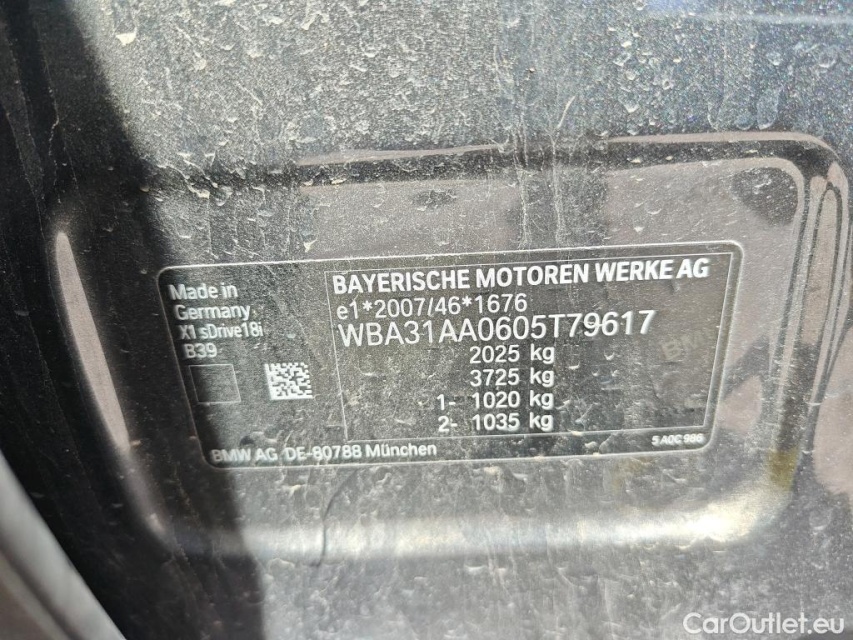 Made in
Germany
X1 sDrive18i
B39
BAYERISCHE MOTOREN WERKE AG
e1*2007/46*1676
WBA31AA0605T79617
2025 kg
3725 kg
1- 1020 kg
2- 1035 kg
BMW AG DE-80788 München
5 A0C 986
CarOutlet.eu